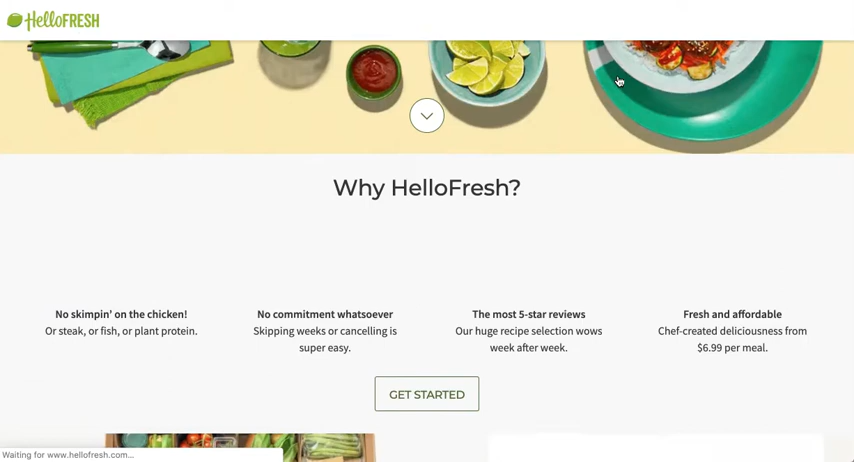 HelloFRESH
Why HelloFresh?
No skimpin' on the chicken!
Or steak, or fish, or plant protein.
No commitment whatsoever
Skipping weeks or cancelling is
super easy.
The most 5-star reviews
Our huge recipe selection wows
week after week.
Fresh and affordable
Chef-created deliciousness from
$6.99 per meal.
GET STARTED
Waiting for www.hellofresh.com...